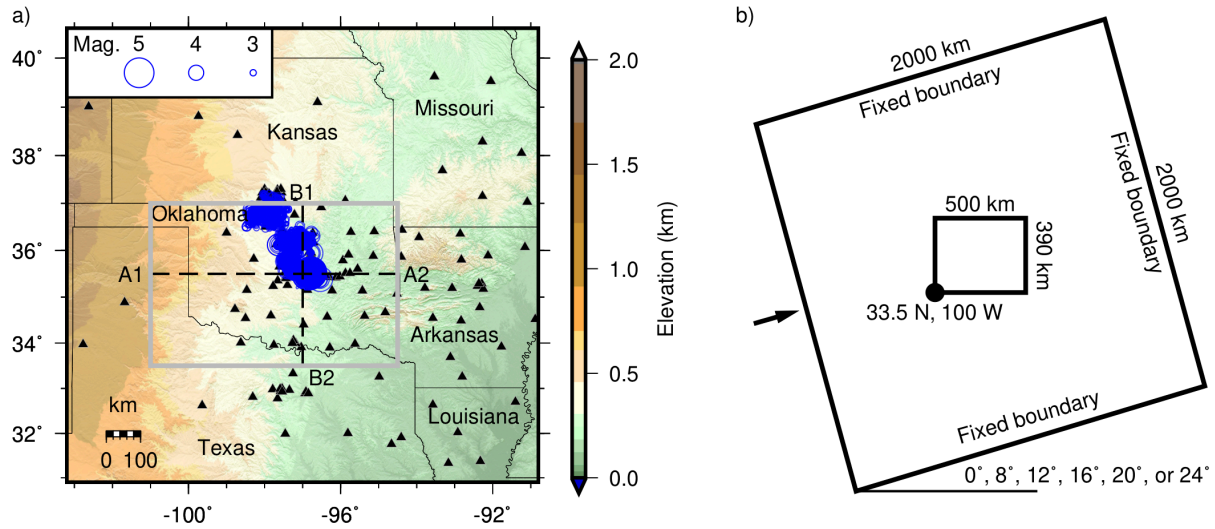 a)
Mag. 5 4 3
40°
38°
36°
34°
32°
-100° -96° -92°
Kansas
Missouri
Oklahoma
B1
A1
A2
Arkansas
B2
Louisiana
Texas
km
0 100
2.0
1.5
1.0
0.5
0.0
Elevation (km)
b)
2000 km
Fixed boundary
Fixed boundary
2000 km
500 km
390 km
33.5 N, 100 W
Fixed boundary
0°, 8°, 12°, 16°, 20°, or 24°